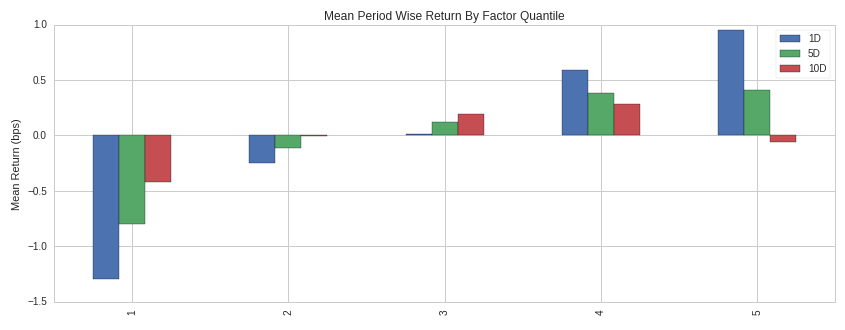 Mean Period Wise Return By Factor Quantile
1.0
0.5
0.0
−0.5
−1.0
−1.5
Mean Return (bps)
1D
5D
10D
1
2
3
4
5